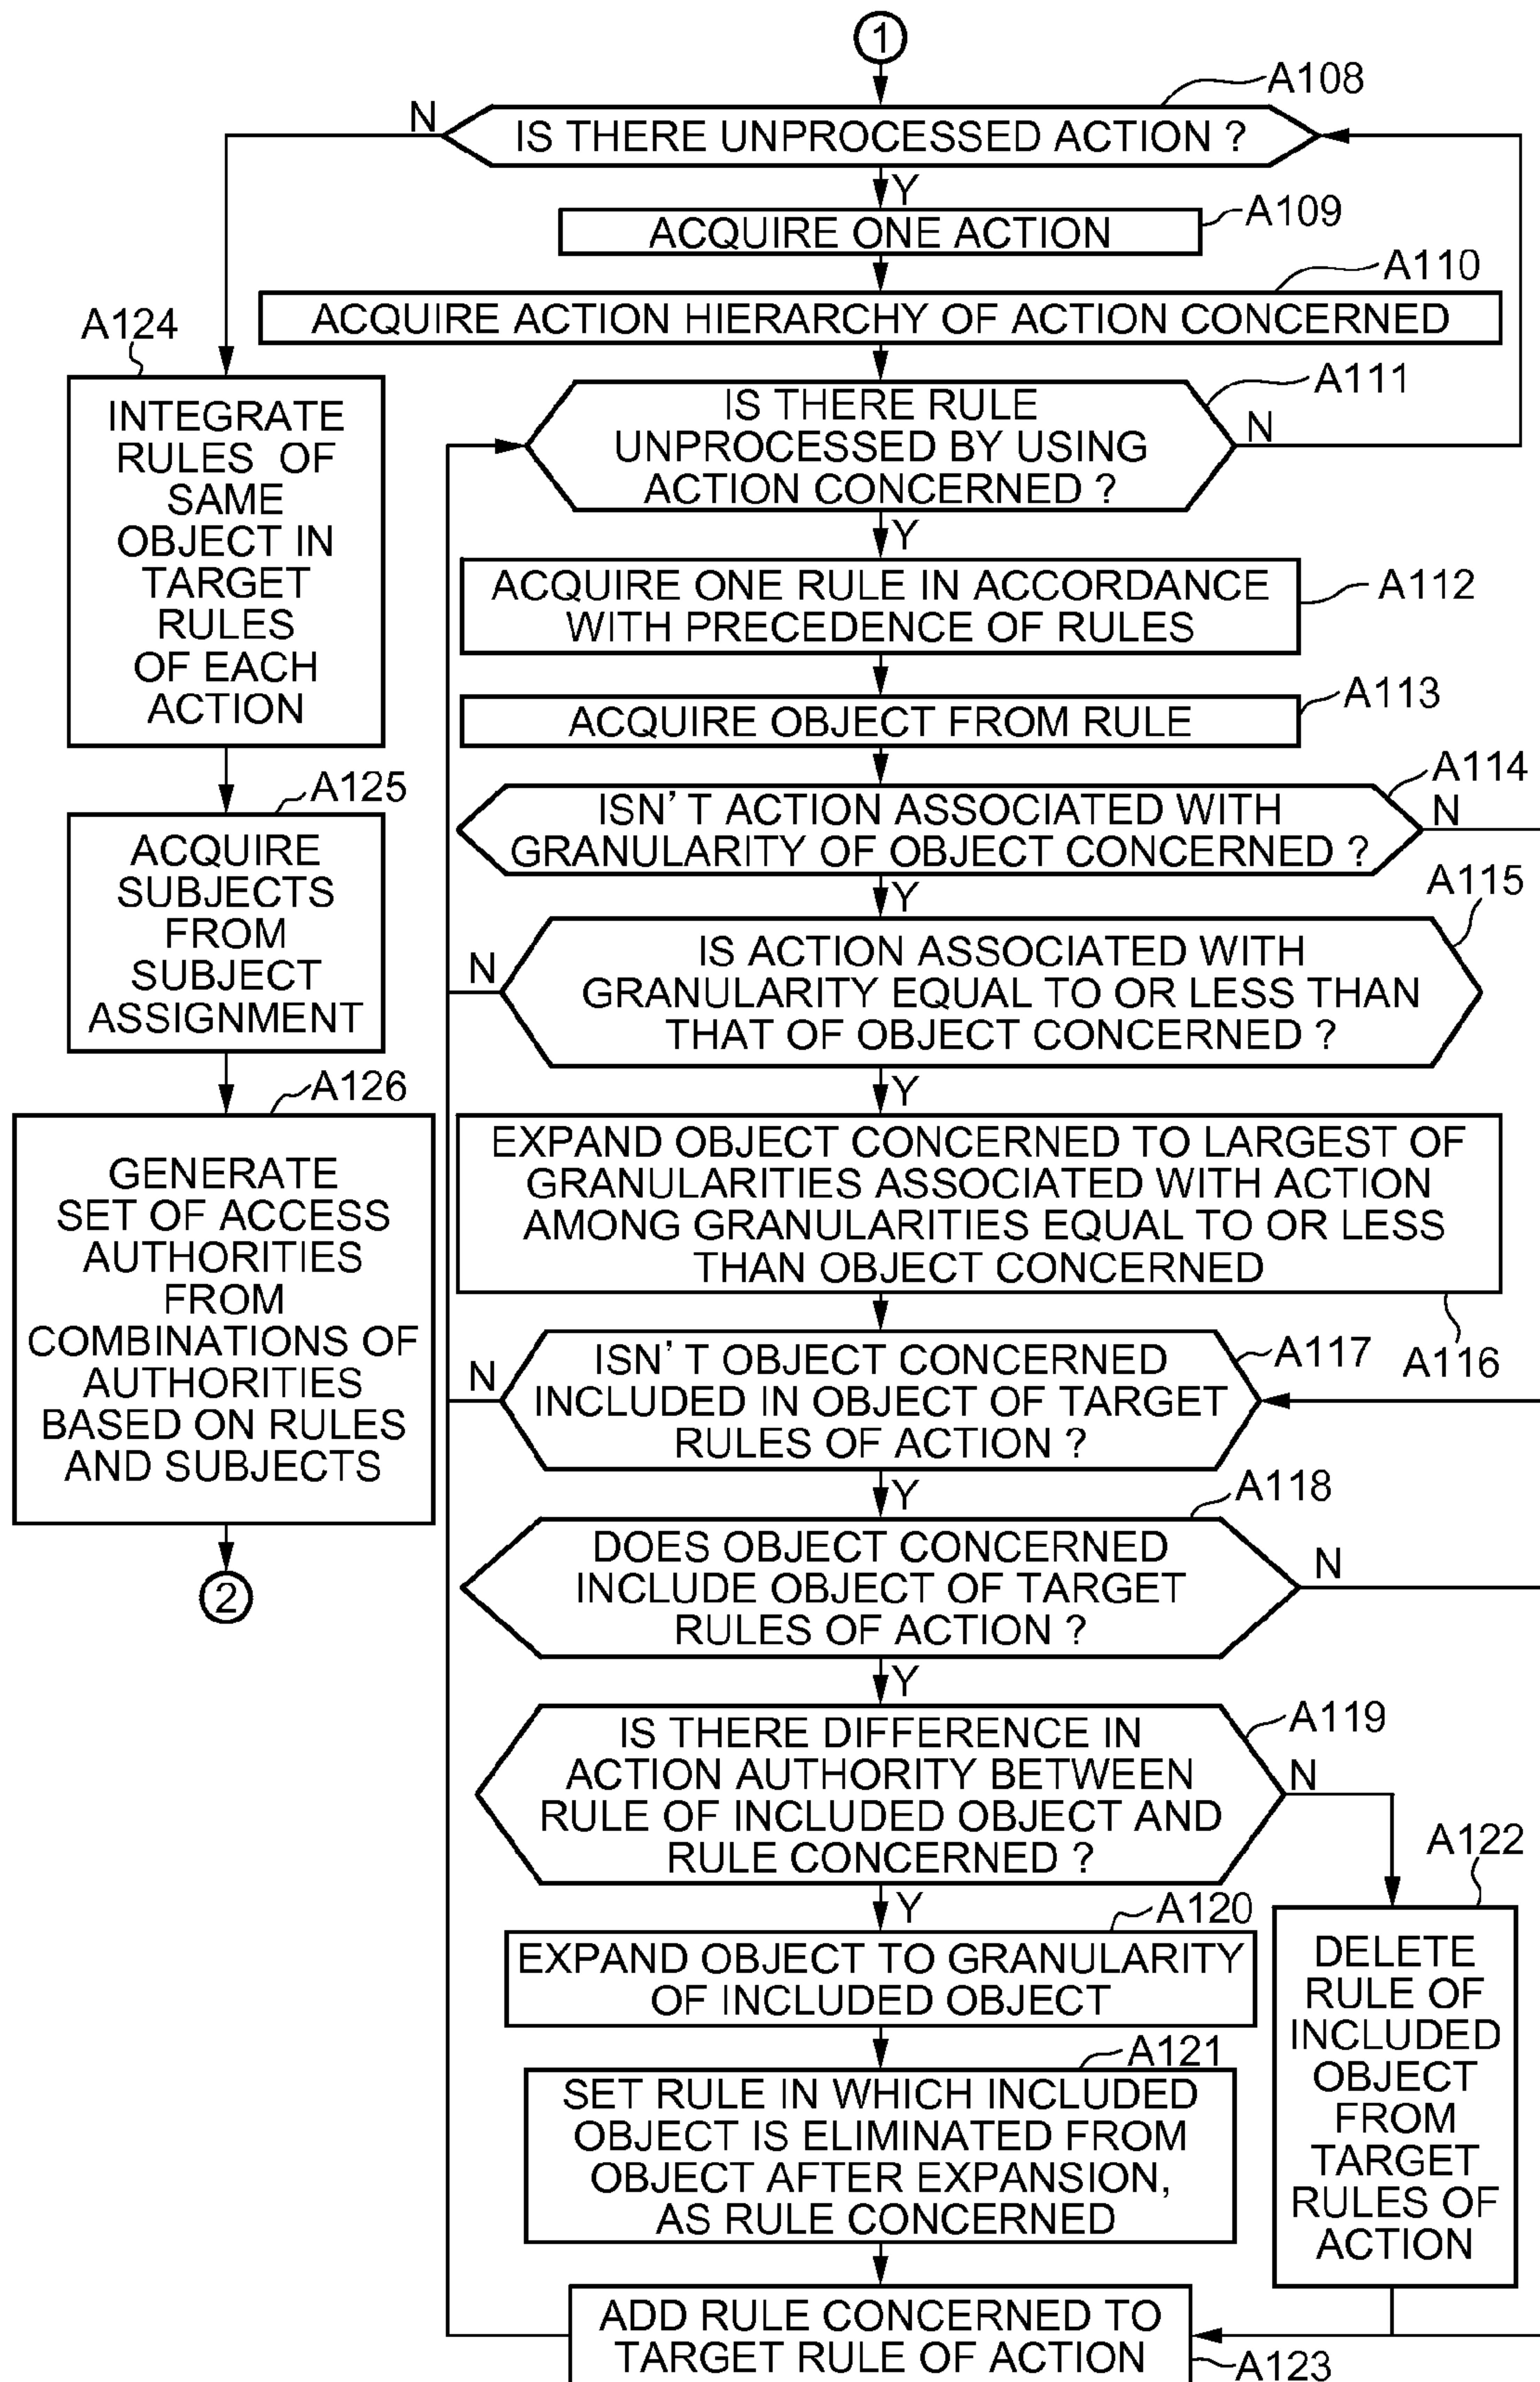 1
A108
N
IS THERE UNPROCESSED ACTION ?
Y
A109
ACQUIRE ONE ACTION
A110
ACQUIRE ACTION HIERARCHY OF ACTION CONCERNED
A111
IS THERE RULE
UNPROCESSED BY USING
ACTION CONCERNED ?
N
Y
ACQUIRE ONE RULE IN ACCORDANCE
WITH PRECEDENCE OF RULES
A112
A113
ACQUIRE OBJECT FROM RULE
A114
ISN'T ACTION ASSOCIATED WITH
GRANULARITY OF OBJECT CONCERNED ?
N
Y
A115
IS ACTION ASSOCIATED WITH
GRANULARITY EQUAL TO OR LESS THAN
THAT OF OBJECT CONCERNED ?
N
Y
EXPAND OBJECT CONCERNED TO LARGEST OF
GRANULARITIES ASSOCIATED WITH ACTION
AMONG GRANULARITIES EQUAL TO OR LESS
THAN OBJECT CONCERNED
A116
A117
ISN'T OBJECT CONCERNED
INCLUDED IN OBJECT OF TARGET
RULES OF ACTION ?
N
Y
A118
DOES OBJECT CONCERNED
INCLUDE OBJECT OF TARGET
RULES OF ACTION ?
N
Y
A119
IS THERE DIFFERENCE IN
ACTION AUTHORITY BETWEEN
RULE OF INCLUDED OBJECT AND
RULE CONCERNED ?
N
Y
A120
EXPAND OBJECT TO GRANULARITY
OF INCLUDED OBJECT
A121
SET RULE IN WHICH INCLUDED
OBJECT IS ELIMINATED FROM
OBJECT AFTER EXPANSION,
AS RULE CONCERNED
A122
DELETE
RULE OF
INCLUDED
OBJECT
FROM
TARGET
RULES OF
ACTION
ADD RULE CONCERNED TO
TARGET RULE OF ACTION
A123
A124
INTEGRATE
RULES OF
SAME
OBJECT IN
TARGET
RULES
OF EACH
ACTION
A125
ACQUIRE
SUBJECTS
FROM
SUBJECT
ASSIGNMENT
A126
GENERATE
SET OF ACCESS
AUTHORITIES
FROM
COMBINATIONS OF
AUTHORITIES
BASED ON RULES
AND SUBJECTS
2